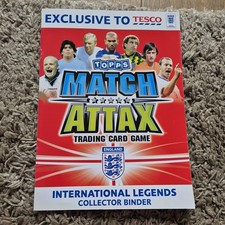 EXCLUSIVE TO TESCO
TOPPS
MATCH
ATTAX
TRADING CARD GAME
ENGLAND
INTERNATIONAL LEGENDS
COLLECTOR BINDER